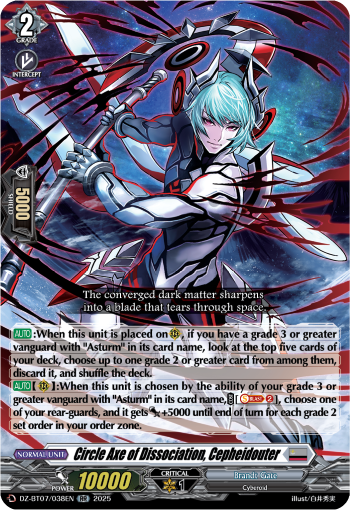 2
GRADE
INTERCEPT
5000
SHIELD
The converged dark matter sharpens
into a blade that tears through space.
AUTO:When this unit is placed on R, if you have a grade 3 or greater
vanguard with "Asturm" in its card name, look at the top five cards of
your deck, choose up to one grade 2 or greater card from among them,
discard it, and shuffle the deck.
AUTO[R]:When this unit is chosen by the ability of your grade 3 or
greater vanguard with "Asturm" in its card name, [SOUL BLAST 2], choose one
of your rear-guards, and it gets +5000 until end of turn for each grade 2
set order in your order zone.
NORMAL UNIT
Circle Axe of Dissociation, Cepheidouter
POWER 10000
CRITICAL
1
Brandt Gate
Cyberoid
DZ-BT07/038EN RR 2025
illust/白井秀実